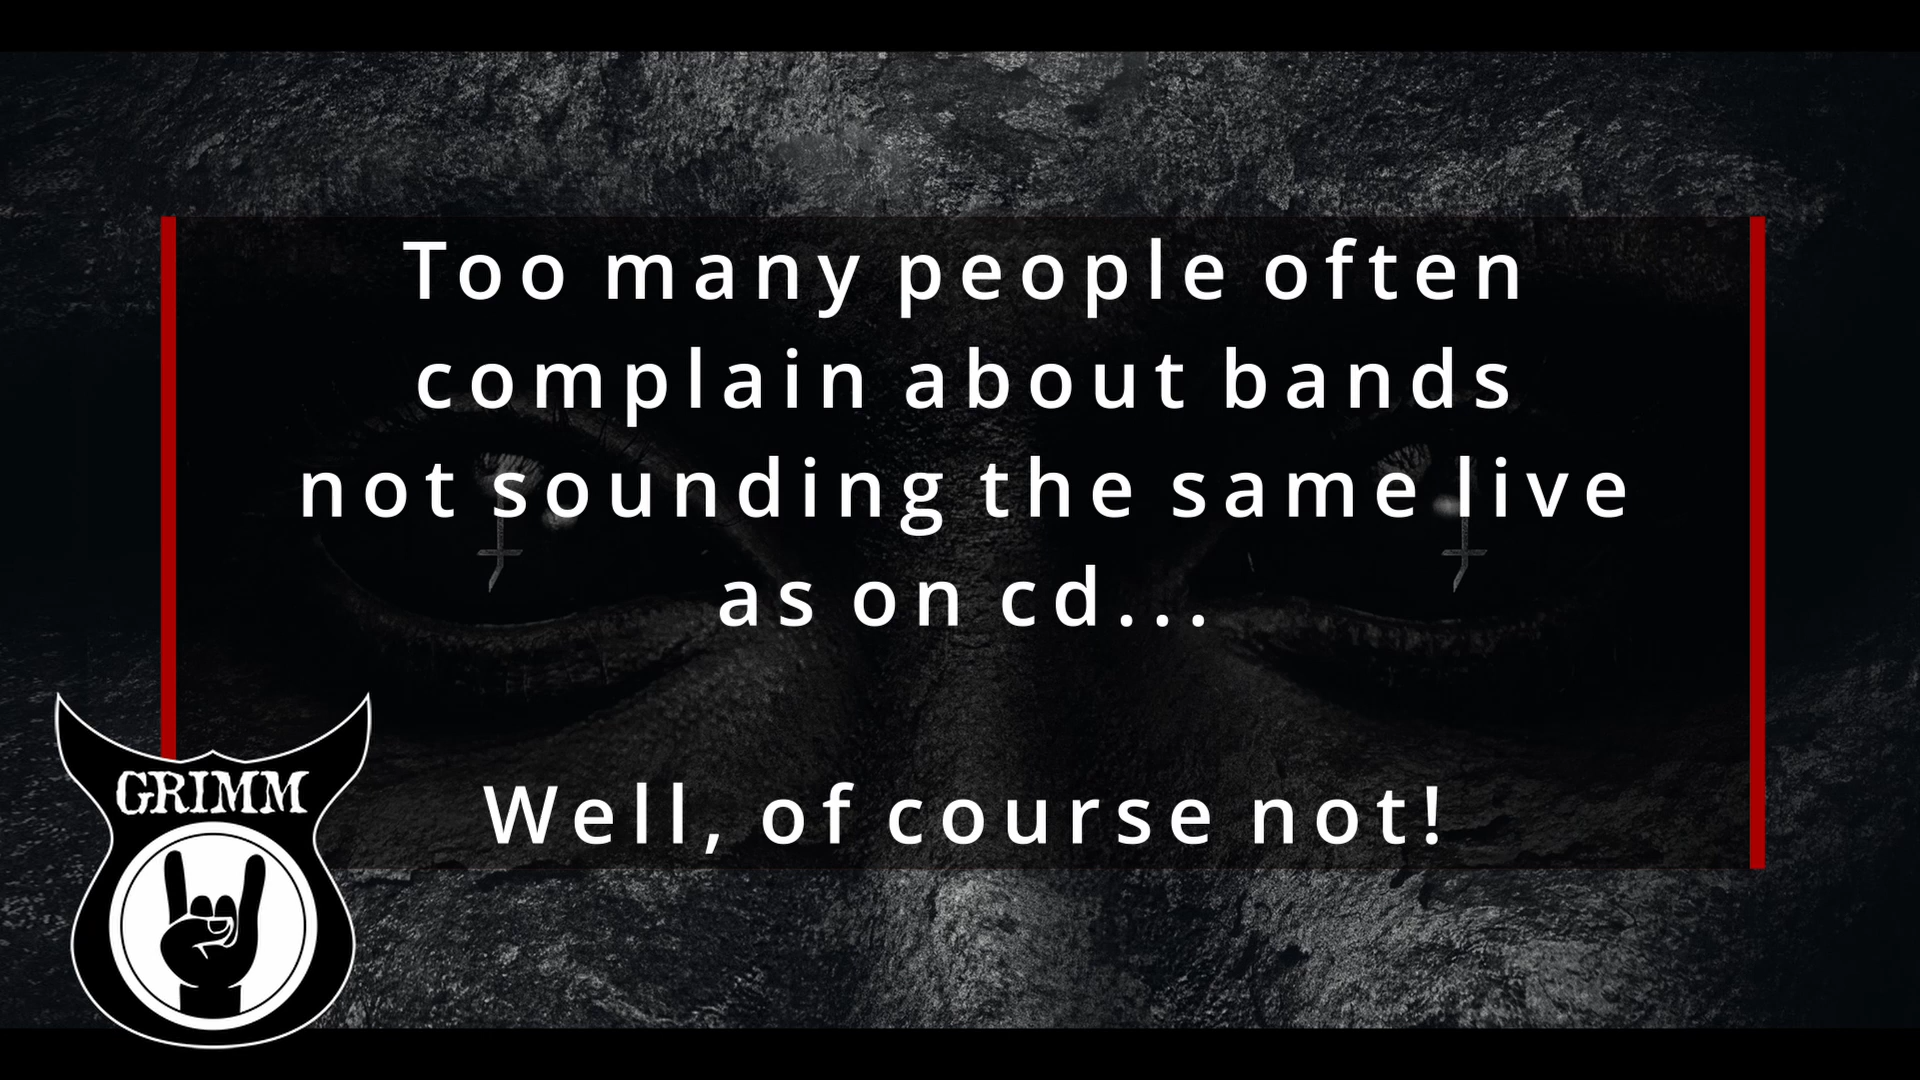 Too many people often
complain about bands
not sounding the same live
as on cd...
Well, of course not!
GRIMM